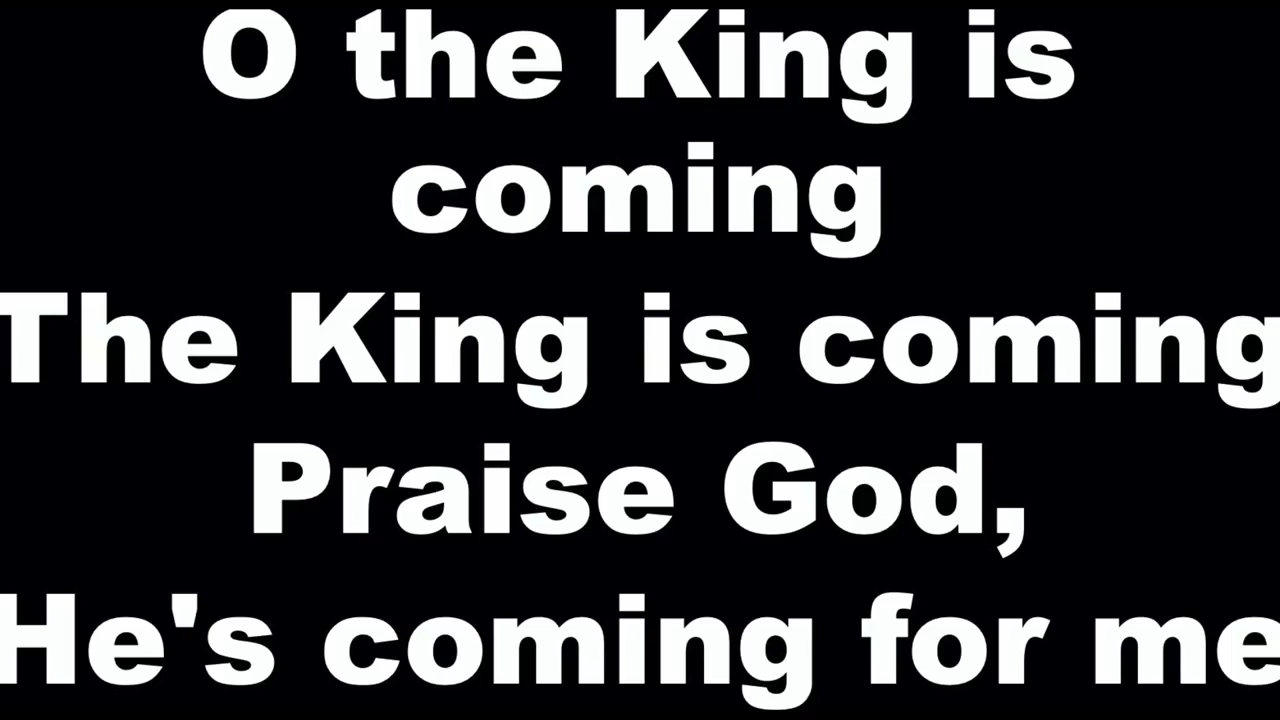 O the King is
coming
The King is coming
Praise God,
He's coming for me